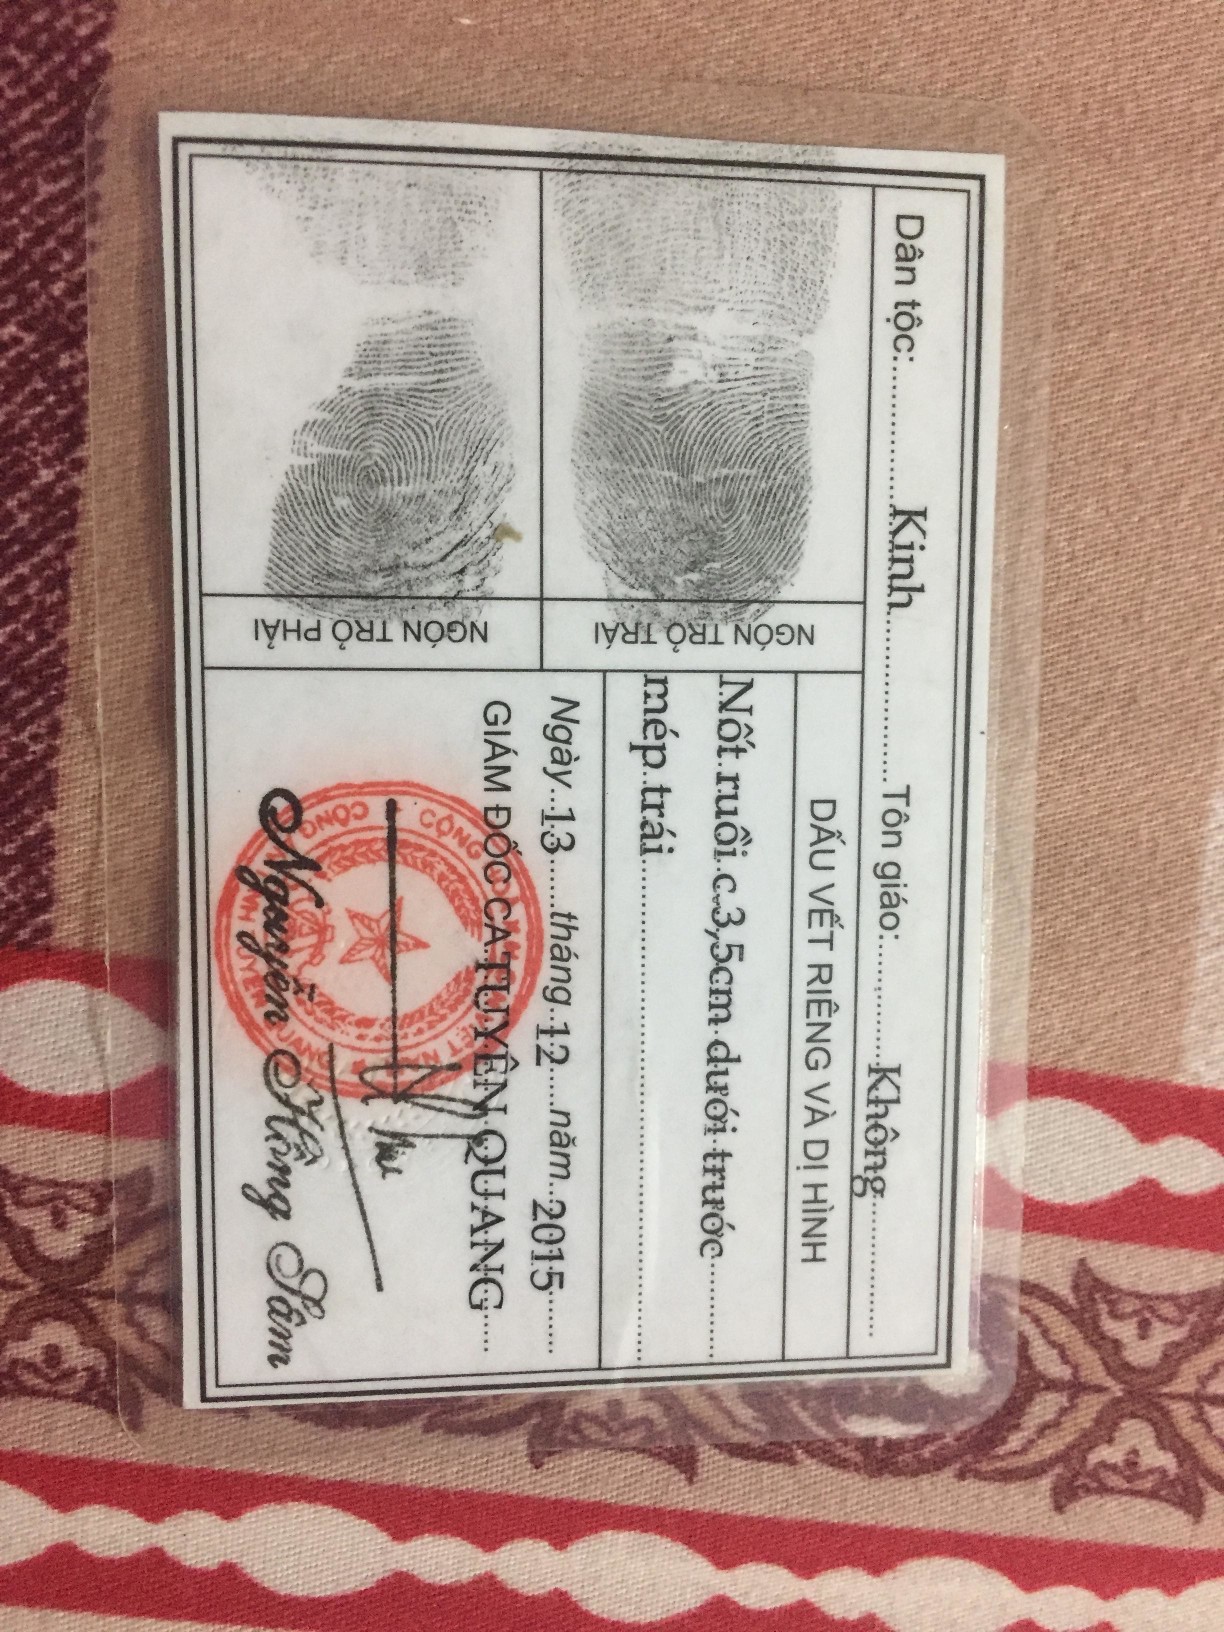 Dân tộc: Kinh Tôn giáo: Không
NGÓN TRỎ TRÁI
NGÓN TRỎ PHẢI
DẤU VẾT RIÊNG VÀ DỊ HÌNH
Nốt ruồi c.3,5cm dưới trước
mép trái
Ngày 13 tháng 12 năm 2015
GIÁM ĐỐC CA TUYÊN QUANG
Nguyễn Hồng Sâm